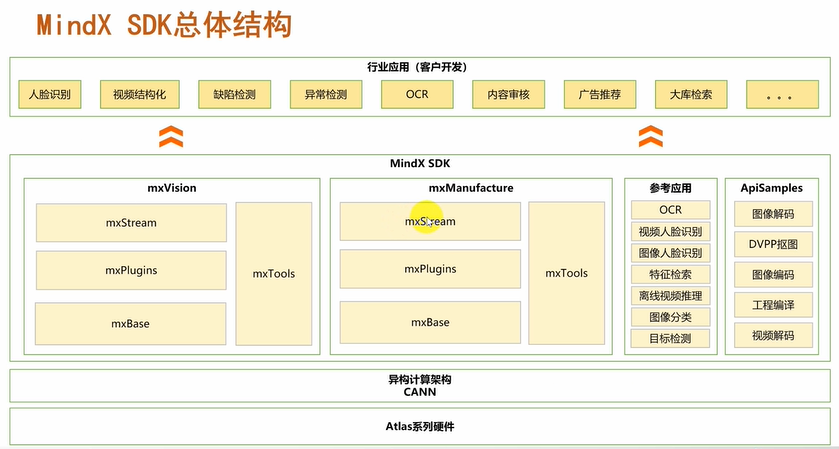 MindX SDK总体结构
行业应用（客户开发）
人脸识别
视频结构化
缺陷检测
异常检测
OCR
内容审核
广告推荐
大库检索
。。。
MindX SDK
mxVision
mxStream
mxPlugins
mxBase
mxTools
mxManufacture
mxStream
mxPlugins
mxBase
mxTools
参考应用
OCR
视频人脸识别
图像人脸识别
特征检索
离线视频推理
图像分类
目标检测
ApiSamples
图像解码
DVPP抠图
图像编码
工程编译
视频解码
异构计算架构
CANN
Atlas系列硬件